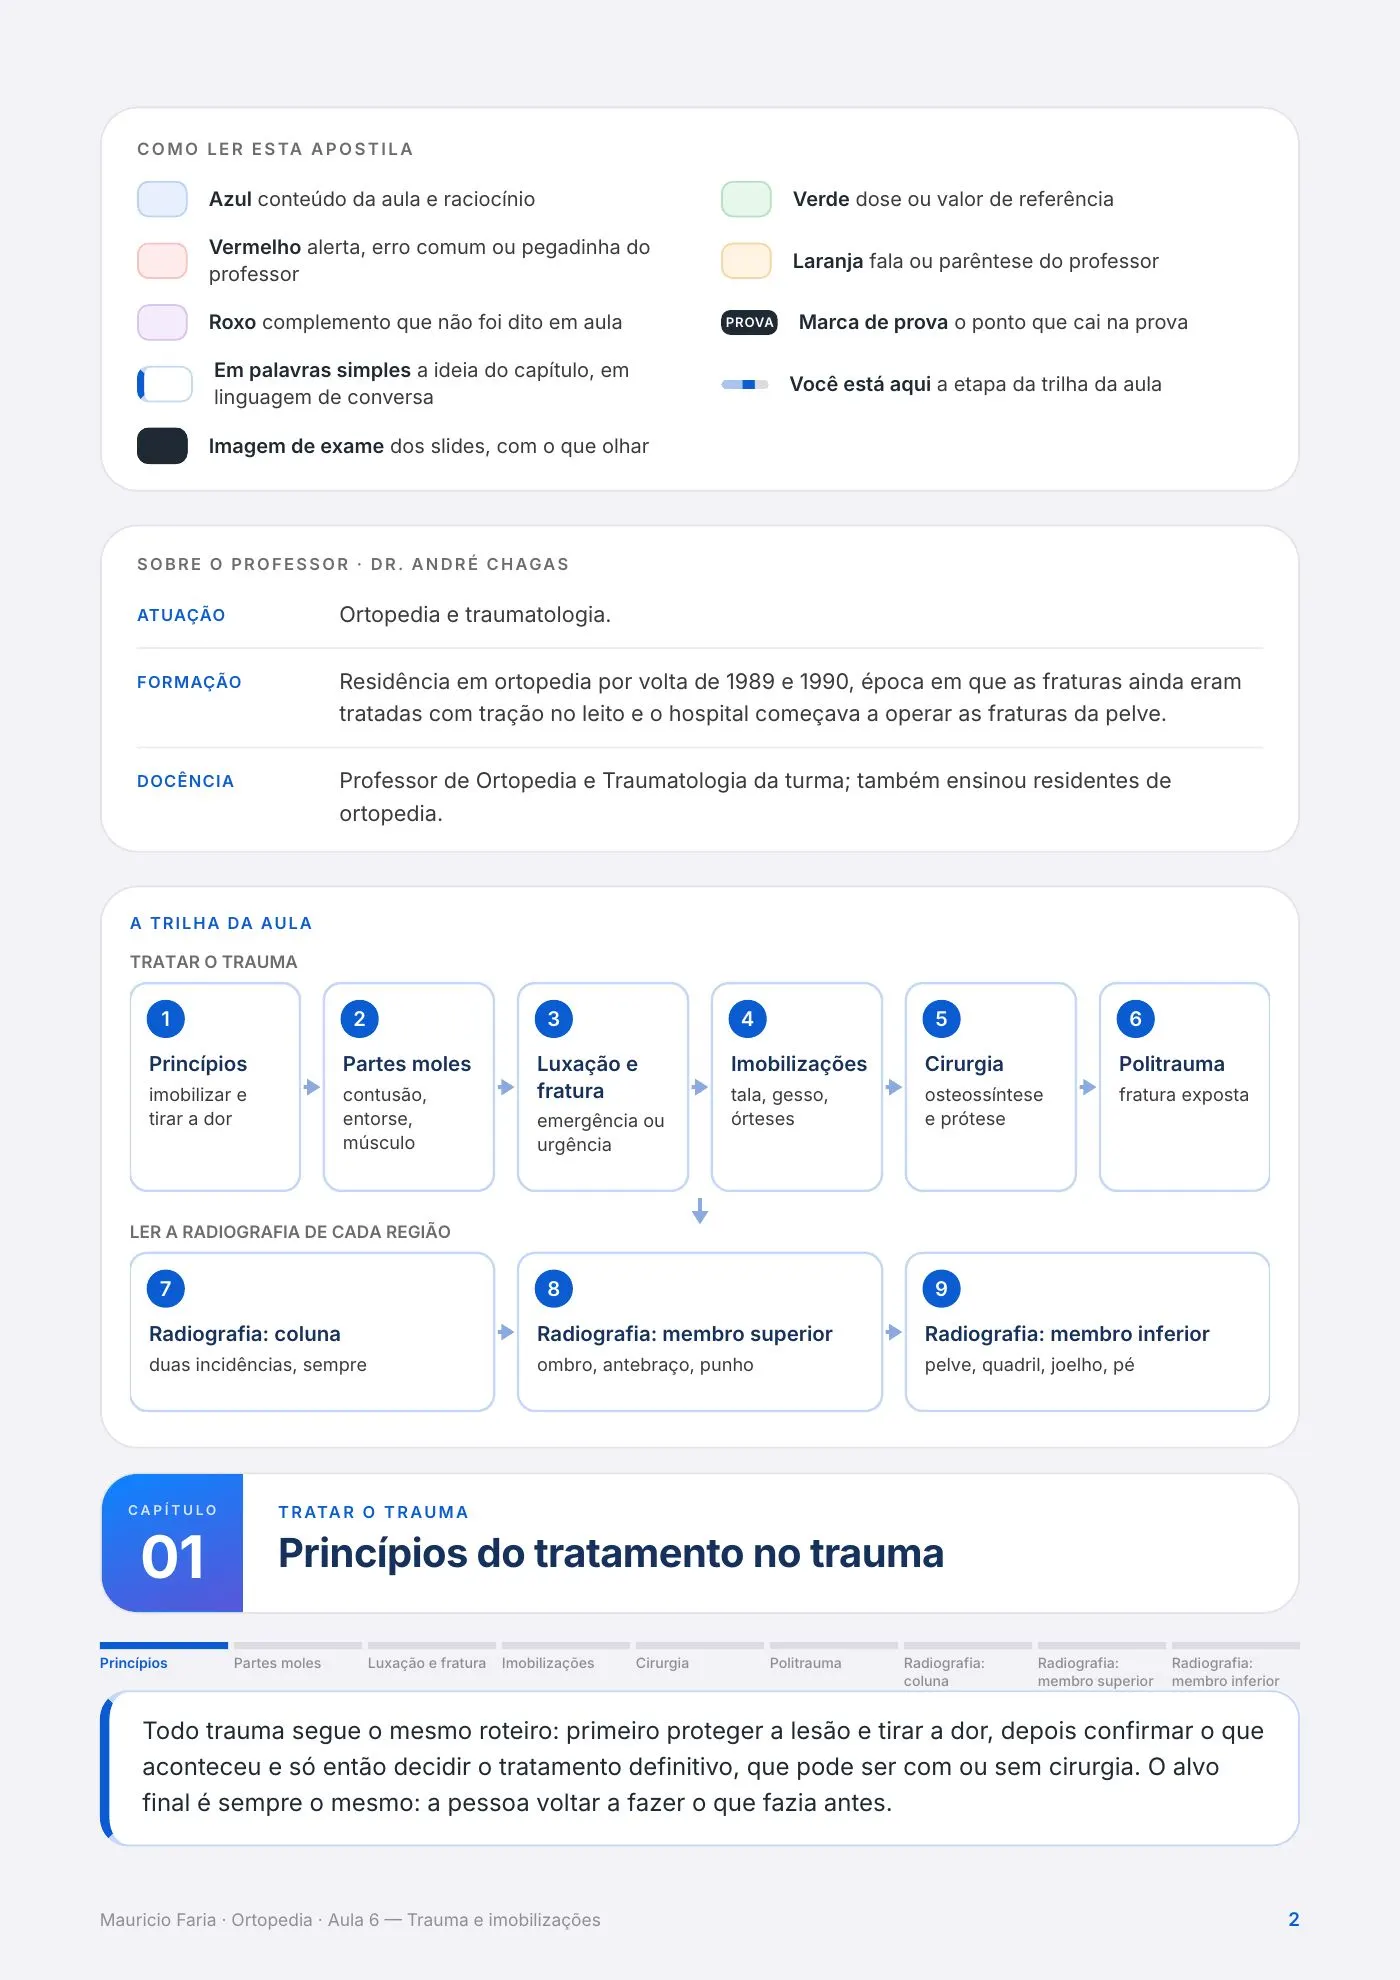 COMO LER ESTA APOSTILA
Azul conteúdo da aula e raciocínio
Verde dose ou valor de referência
Vermelho alerta, erro comum ou pegadinha do
professor
Laranja fala ou parêntese do professor
Roxo complemento que não foi dito em aula
PROVA Marca de prova o ponto que cai na prova
Em palavras simples a ideia do capítulo, em
linguagem de conversa
Você está aqui a etapa da trilha da aula
Imagem de exame dos slides, com o que olhar
SOBRE O PROFESSOR · DR. ANDRÉ CHAGAS
ATUAÇÃO
Ortopedia e traumatologia.
FORMAÇÃO
Residência em ortopedia por volta de 1989 e 1990, época em que as fraturas ainda eram
tratadas com tração no leito e o hospital começava a operar as fraturas da pelve.
DOCÊNCIA
Professor de Ortopedia e Traumatologia da turma; também ensinou residentes de
ortopedia.
A TRILHA DA AULA
TRATAR O TRAUMA
1
Princípios
imobilizar e
tirar a dor
2
Partes moles
contusão,
entorse,
músculo
3
Luxação e
fratura
emergência ou
urgência
4
Imobilizações
tala, gesso,
órteses
5
Cirurgia
osteossíntese
e prótese
6
Politrauma
fratura exposta
LER A RADIOGRAFIA DE CADA REGIÃO
7
Radiografia: coluna
duas incidências, sempre
8
Radiografia: membro superior
ombro, antebraço, punho
9
Radiografia: membro inferior
pelve, quadril, joelho, pé
CAPÍTULO
01
TRATAR O TRAUMA
Princípios do tratamento no trauma
Princípios
Partes moles
Luxação e fratura
Imobilizações
Cirurgia
Politrauma
Radiografia:
coluna
Radiografia:
membro superior
Radiografia:
membro inferior
Todo trauma segue o mesmo roteiro: primeiro proteger a lesão e tirar a dor, depois confirmar o que
aconteceu e só então decidir o tratamento definitivo, que pode ser com ou sem cirurgia. O alvo
final é sempre o mesmo: a pessoa voltar a fazer o que fazia antes.
Mauricio Faria · Ortopedia · Aula 6 — Trauma e imobilizações
2